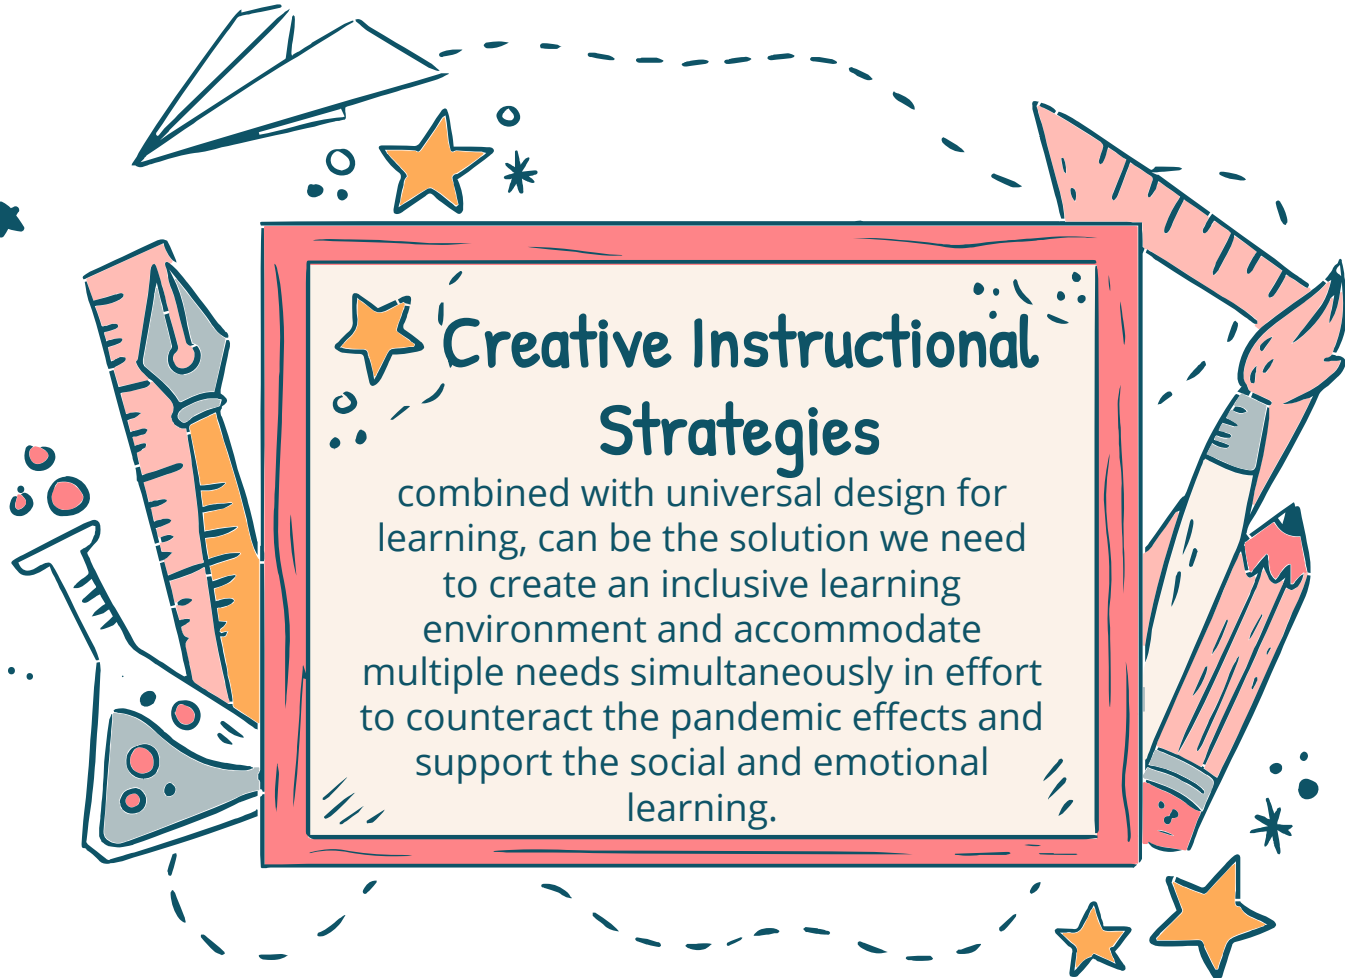 Creative Instructional
Strategies
combined with universal design for
learning, can be the solution we need
to create an inclusive learning
environment and accommodate
multiple needs simultaneously in effort
to counteract the pandemic effects and
support the social and emotional
learning.